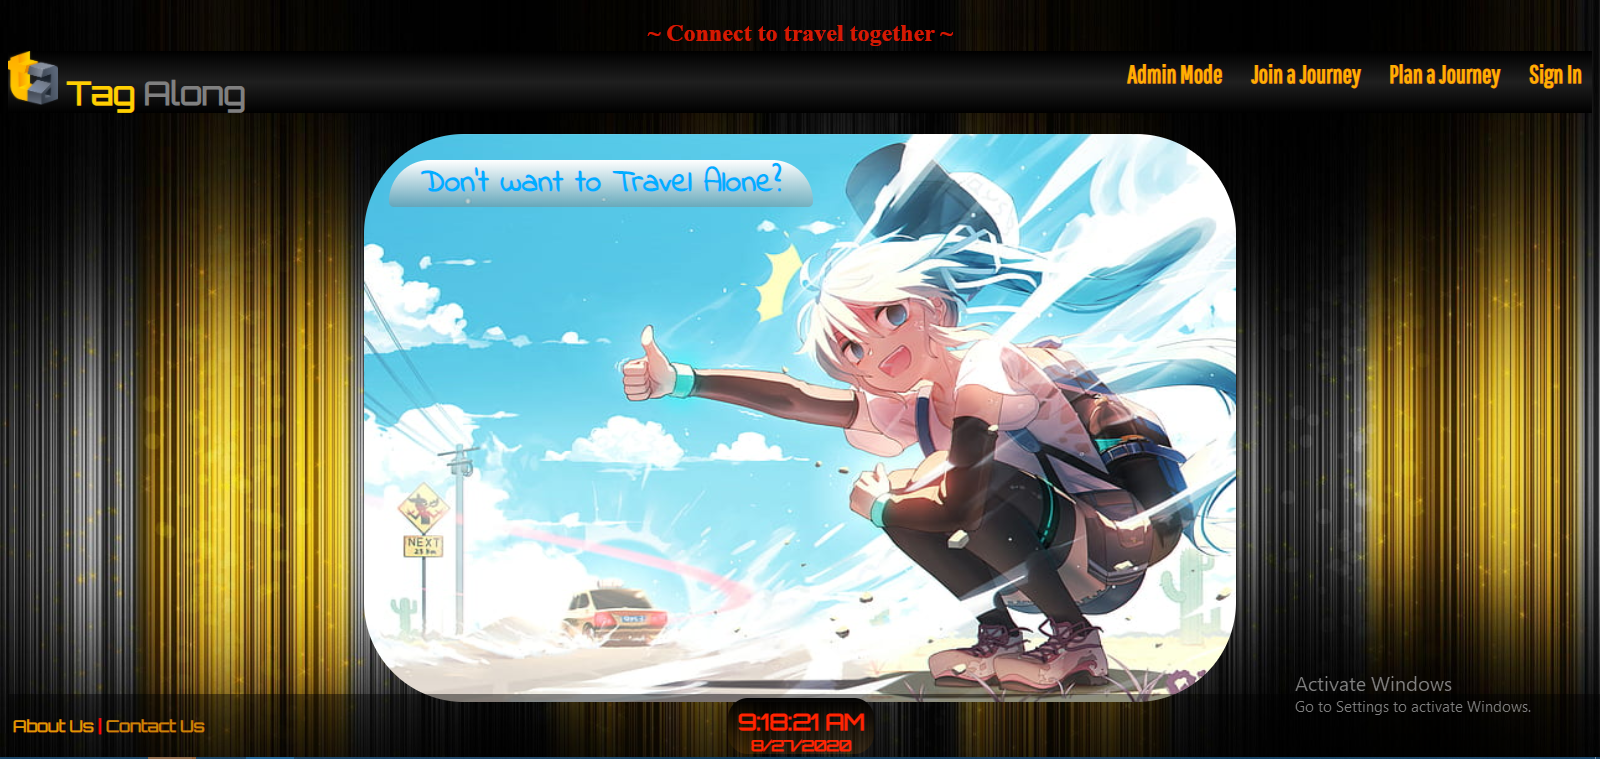 ~ Connect to travel together ~
Tag Along
Admin Mode Join a Journey Plan a Journey Sign In
Don't want to Travel Alone?
NEXT
25 km
Activate Windows
Go to Settings to activate Windows.
About Us | Contact Us
9:18:21 AM
8/27/2020